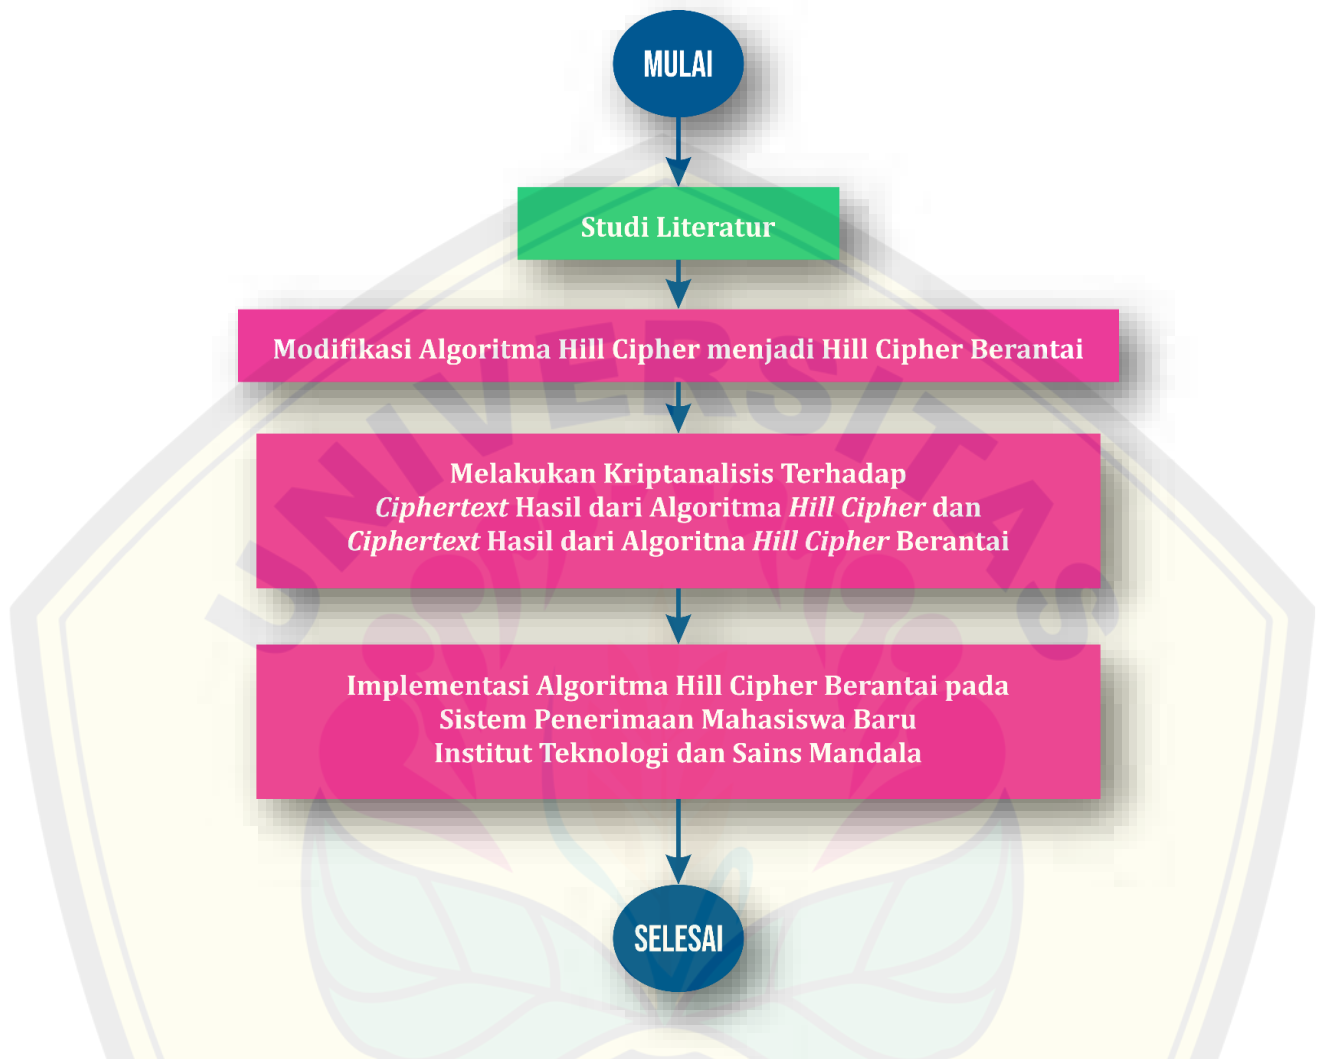 MULAI
Studi Literatur
Modifikasi Algoritma Hill Cipher menjadi Hill Cipher Berantai
Melakukan Kriptanalisis Terhadap
Ciphertext Hasil dari Algoritma Hill Cipher dan
Ciphertext Hasil dari Algoritna Hill Cipher Berantai
Implementasi Algoritma Hill Cipher Berantai pada
Sistem Penerimaan Mahasiswa Baru
Institut Teknologi dan Sains Mandala
SELESAI
UNIVERSITAS